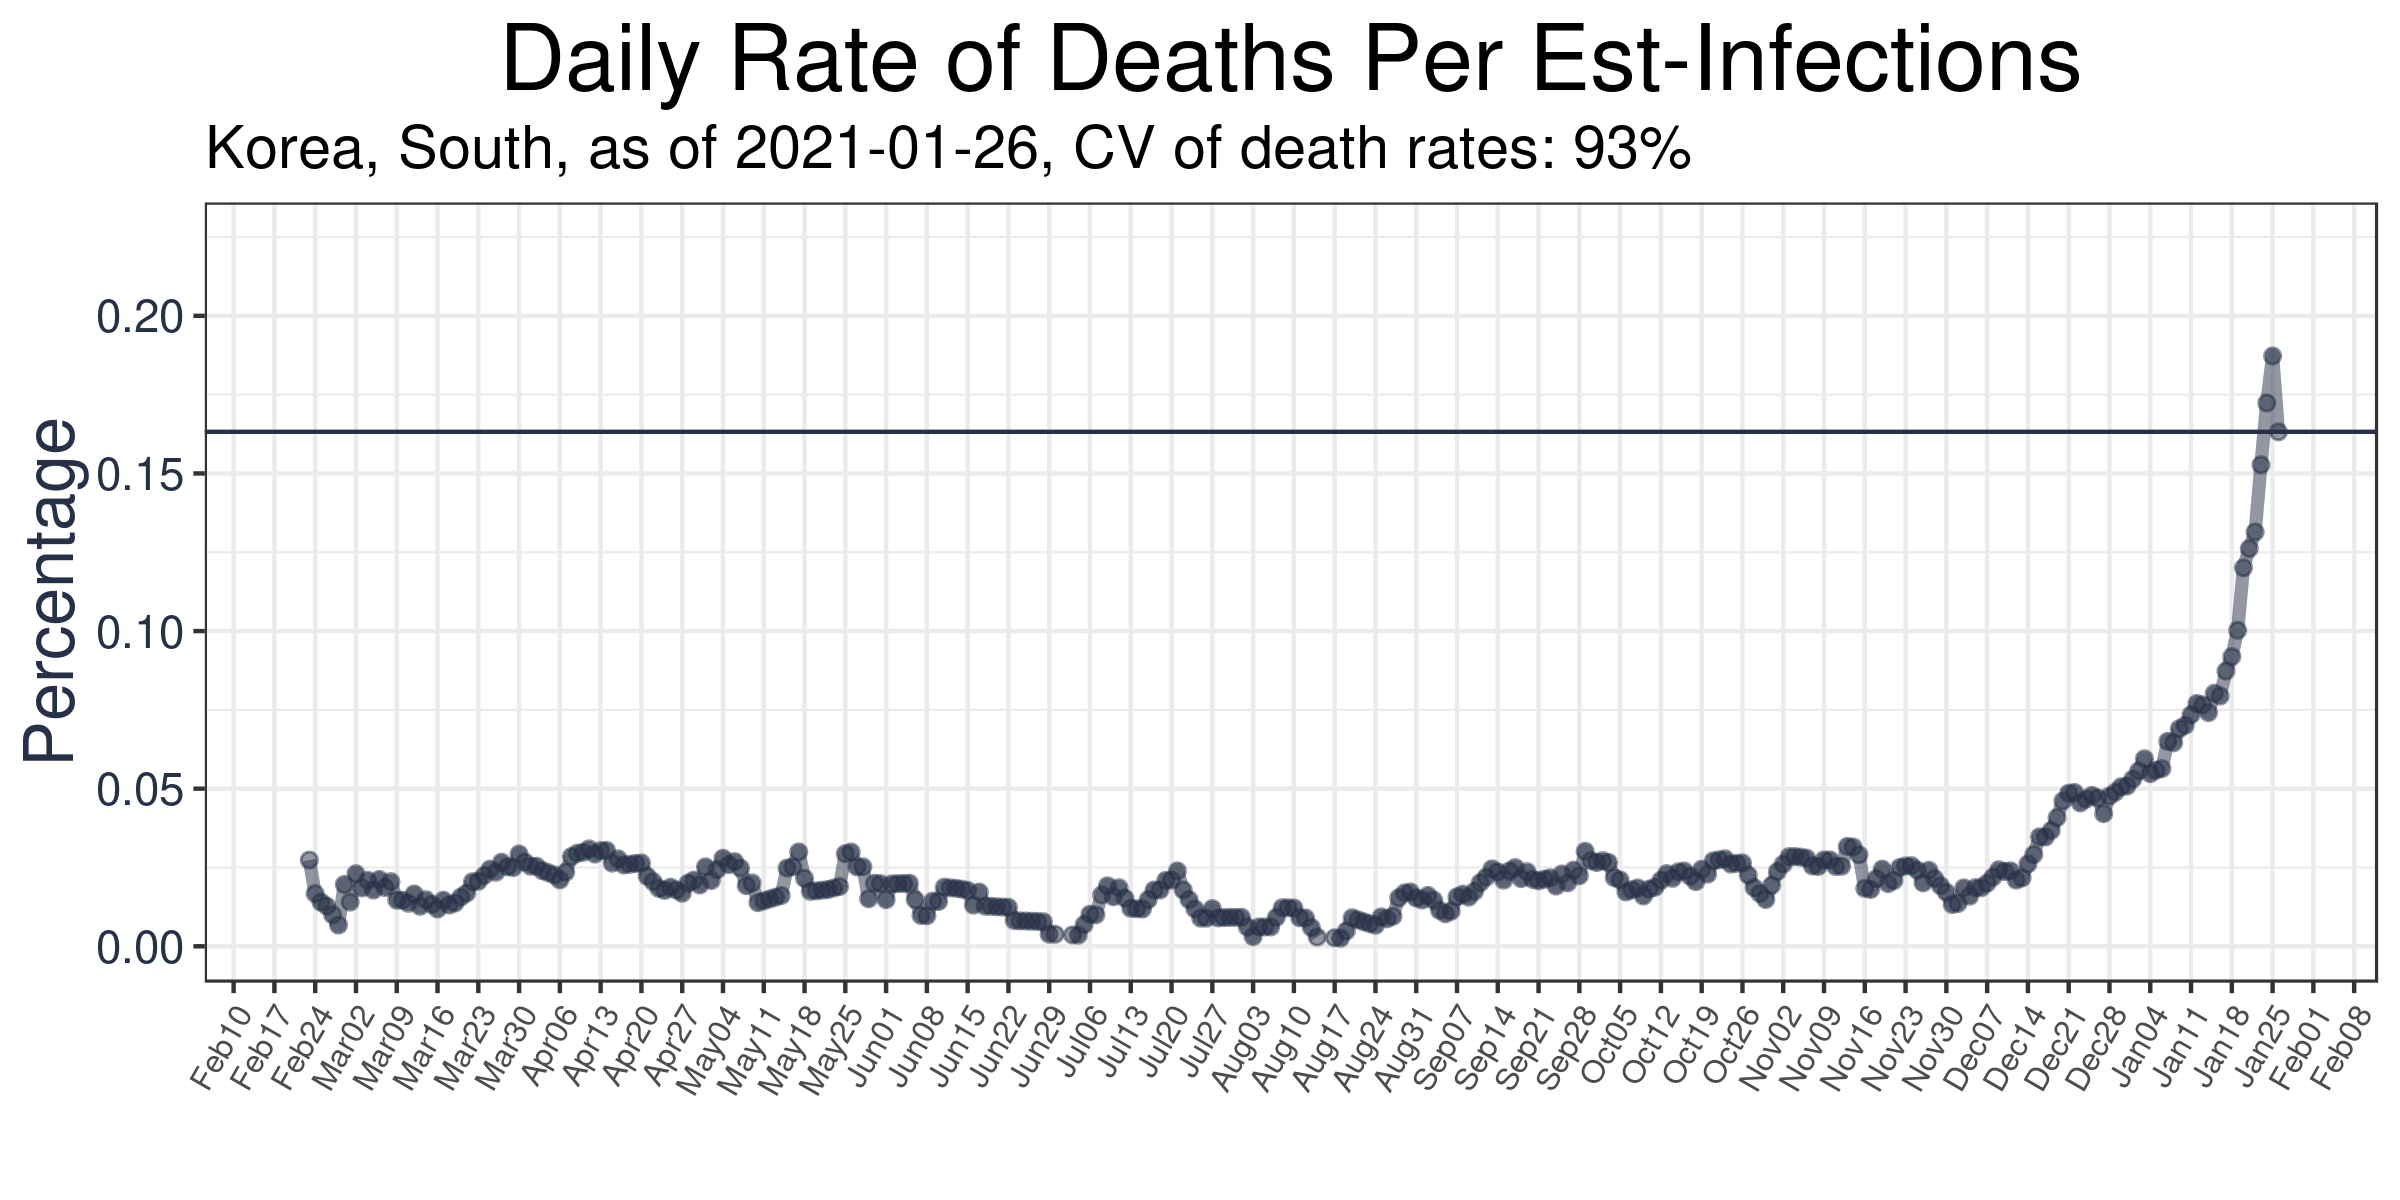 Daily Rate of Deaths Per Est-Infections
Korea, South, as of 2021-01-26, CV of death rates: 93%
Percentage
0.20
0.15
0.10
0.05
0.00
Feb10
Feb17
Feb24
Mar02
Mar09
Mar16
Mar23
Mar30
Apr06
Apr13
Apr20
Apr27
May04
May11
May18
May25
Jun01
Jun08
Jun15
Jun22
Jun29
Jul06
Jul13
Jul20
Jul27
Aug03
Aug10
Aug17
Aug24
Aug31
Sep07
Sep14
Sep21
Sep28
Oct05
Oct12
Oct19
Oct26
Nov02
Nov09
Nov16
Nov23
Nov30
Dec07
Dec14
Dec21
Dec28
Jan04
Jan11
Jan18
Jan25
Feb01
Feb08